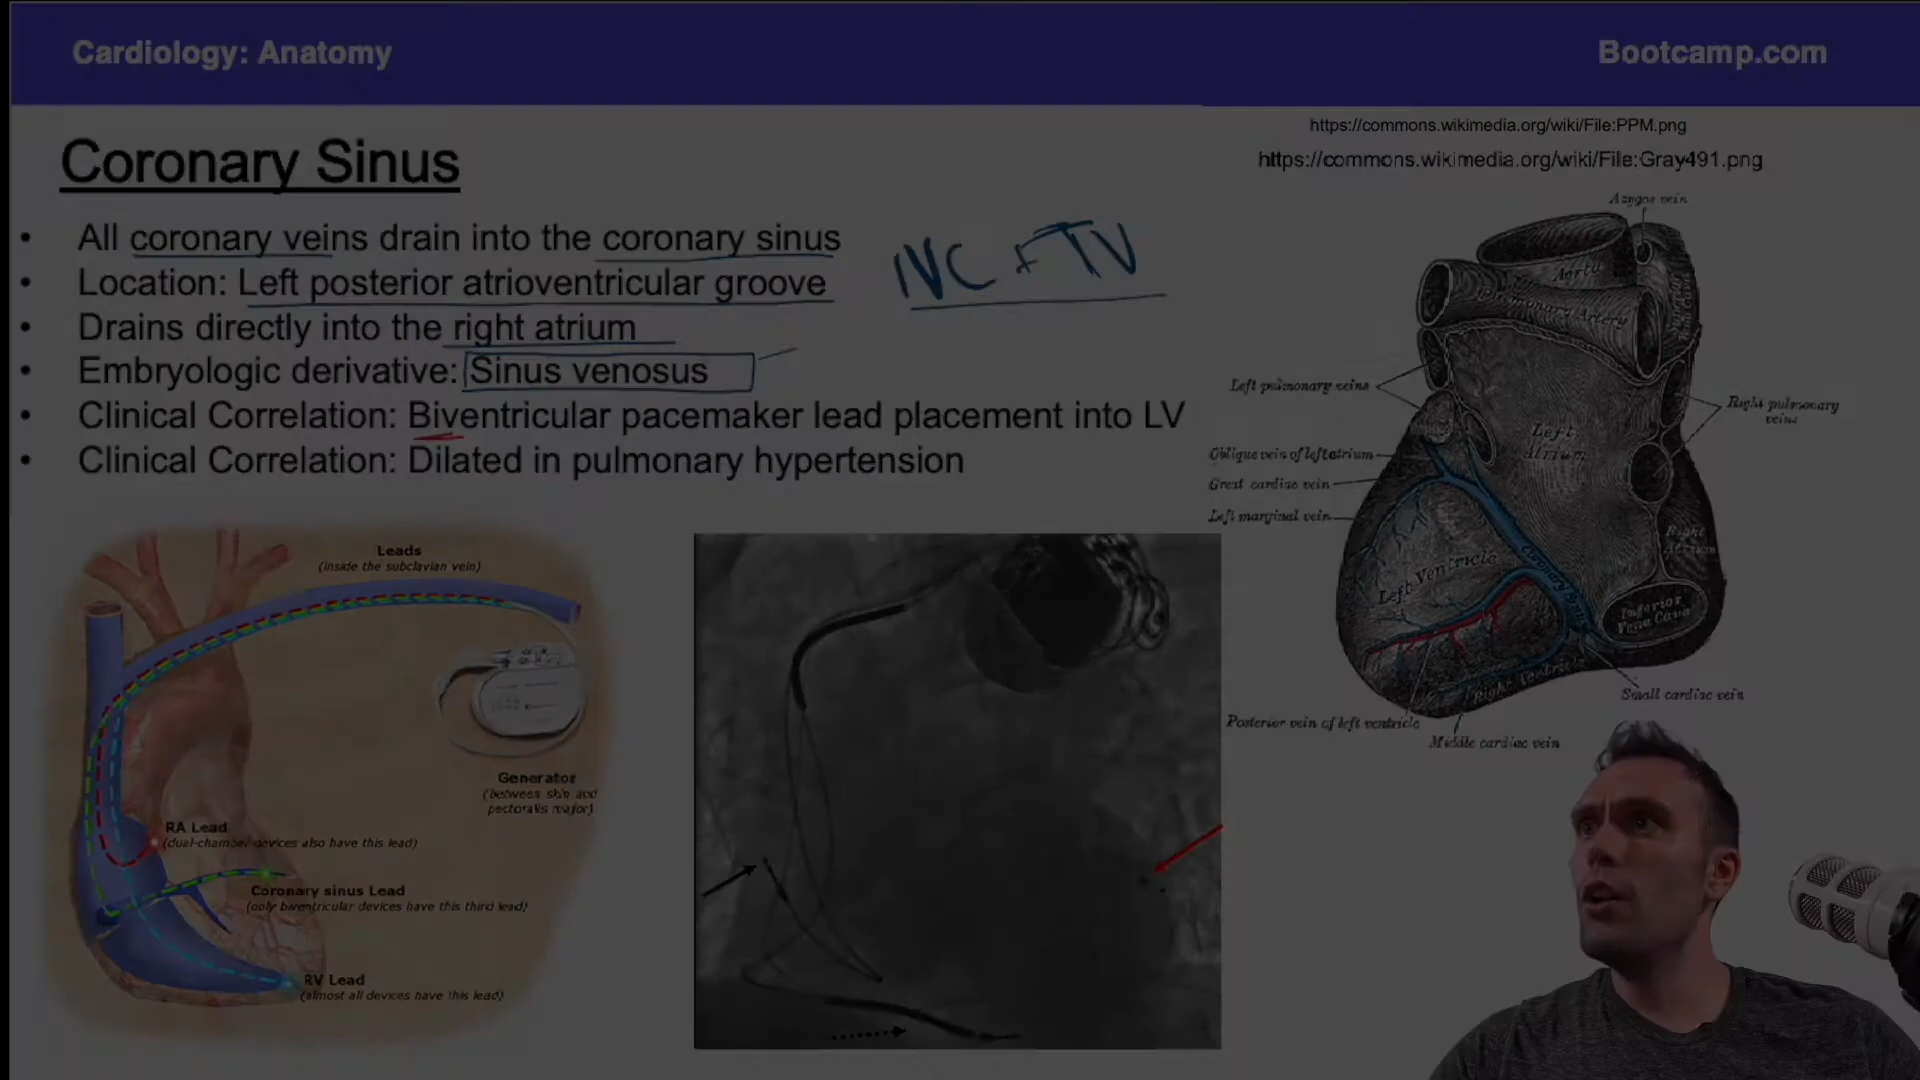 Cardiology: Anatomy
Bootcamp.com
Coronary Sinus
https://commons.wikimedia.org/wiki/File:PPM.png
https://commons.wikimedia.org/wiki/File:Gray491.png
• All coronary veins drain into the coronary sinus
• Location: Left posterior atrioventricular groove
• Drains directly into the right atrium
• Embryologic derivative: Sinus venosus
• Clinical Correlation: Biventricular pacemaker lead placement into LV
• Clinical Correlation: Dilated in pulmonary hypertension
IVC + TV
Leads
(inside the subclavian vein)
Generator
(between skin and
pectoralis major)
RA Lead
(dual-chamber devices also have this lead)
Coronary sinus Lead
(only biventricular devices have this third lead)
RV Lead
(almost all devices have this lead)
Azygos vein
Aorta
Left pulmonary veins
Right pulmonary
veins
Left
Atrium
Oblique vein of left atrium
Great cardiac vein
Left marginal vein
Right
Atrium
Left Ventricle
Coronary Sinus
Inferior
Vena Cava
Right Ventricle
Small cardiac vein
Posterior vein of left ventricle
Middle cardiac vein